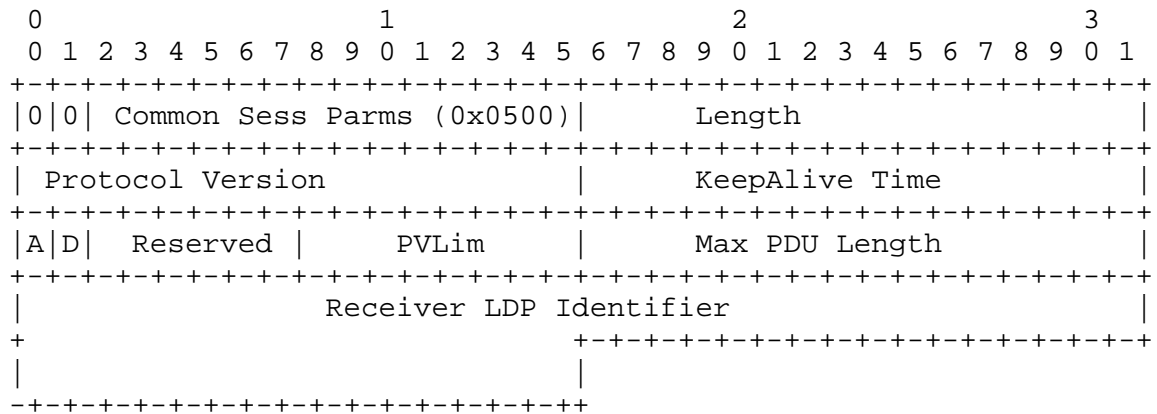 0                   1                   2                   3
 0 1 2 3 4 5 6 7 8 9 0 1 2 3 4 5 6 7 8 9 0 1 2 3 4 5 6 7 8 9 0 1
+-+-+-+-+-+-+-+-+-+-+-+-+-+-+-+-+-+-+-+-+-+-+-+-+-+-+-+-+-+-+-+-+
|0|0| Common Sess Parms (0x0500)|      Length                   |
+-+-+-+-+-+-+-+-+-+-+-+-+-+-+-+-+-+-+-+-+-+-+-+-+-+-+-+-+-+-+-+-+
| Protocol Version              |      KeepAlive Time           |
+-+-+-+-+-+-+-+-+-+-+-+-+-+-+-+-+-+-+-+-+-+-+-+-+-+-+-+-+-+-+-+-+
|A|D|  Reserved |     PVLim     |      Max PDU Length           |
+-+-+-+-+-+-+-+-+-+-+-+-+-+-+-+-+-+-+-+-+-+-+-+-+-+-+-+-+-+-+-+-+
|                 Receiver LDP Identifier                       |
+                               +-+-+-+-+-+-+-+-+-+-+-+-+-+-+-+-+
|                               |
-+-+-+-+-+-+-+-+-+-+-+-+-+-+-+-++